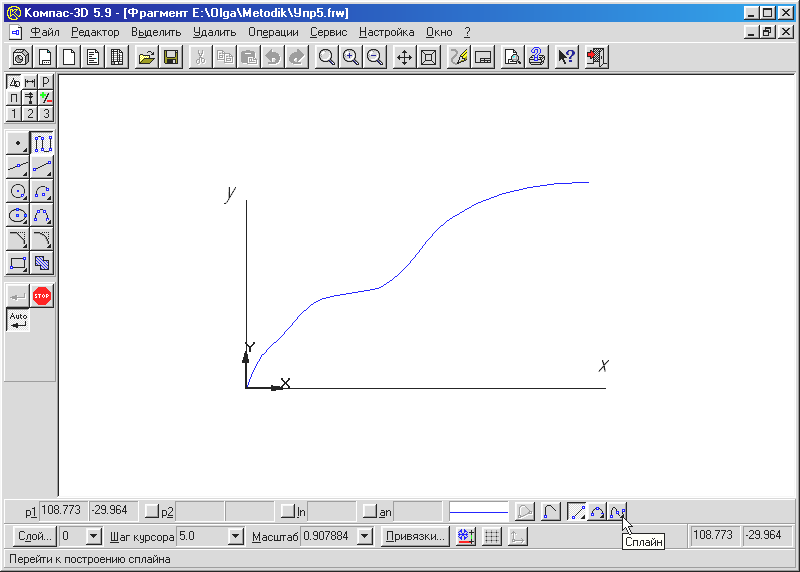 Компас-3D 5.9 - [Фрагмент E:\Olga\Metodik\Упр5.frw]
Файл Редактор Выделить Удалить Операции Сервис Настройка Окно ?
P
П
1 2 3
STOP
Auto
y
Y
X
x
p1 108.773 -29.964 p2 ln an
Слой... 0 Шаг курсора 5.0 Масштаб 0.907884 Привязки... 108.773 -29.964
Сплайн
Перейти к построению сплайна